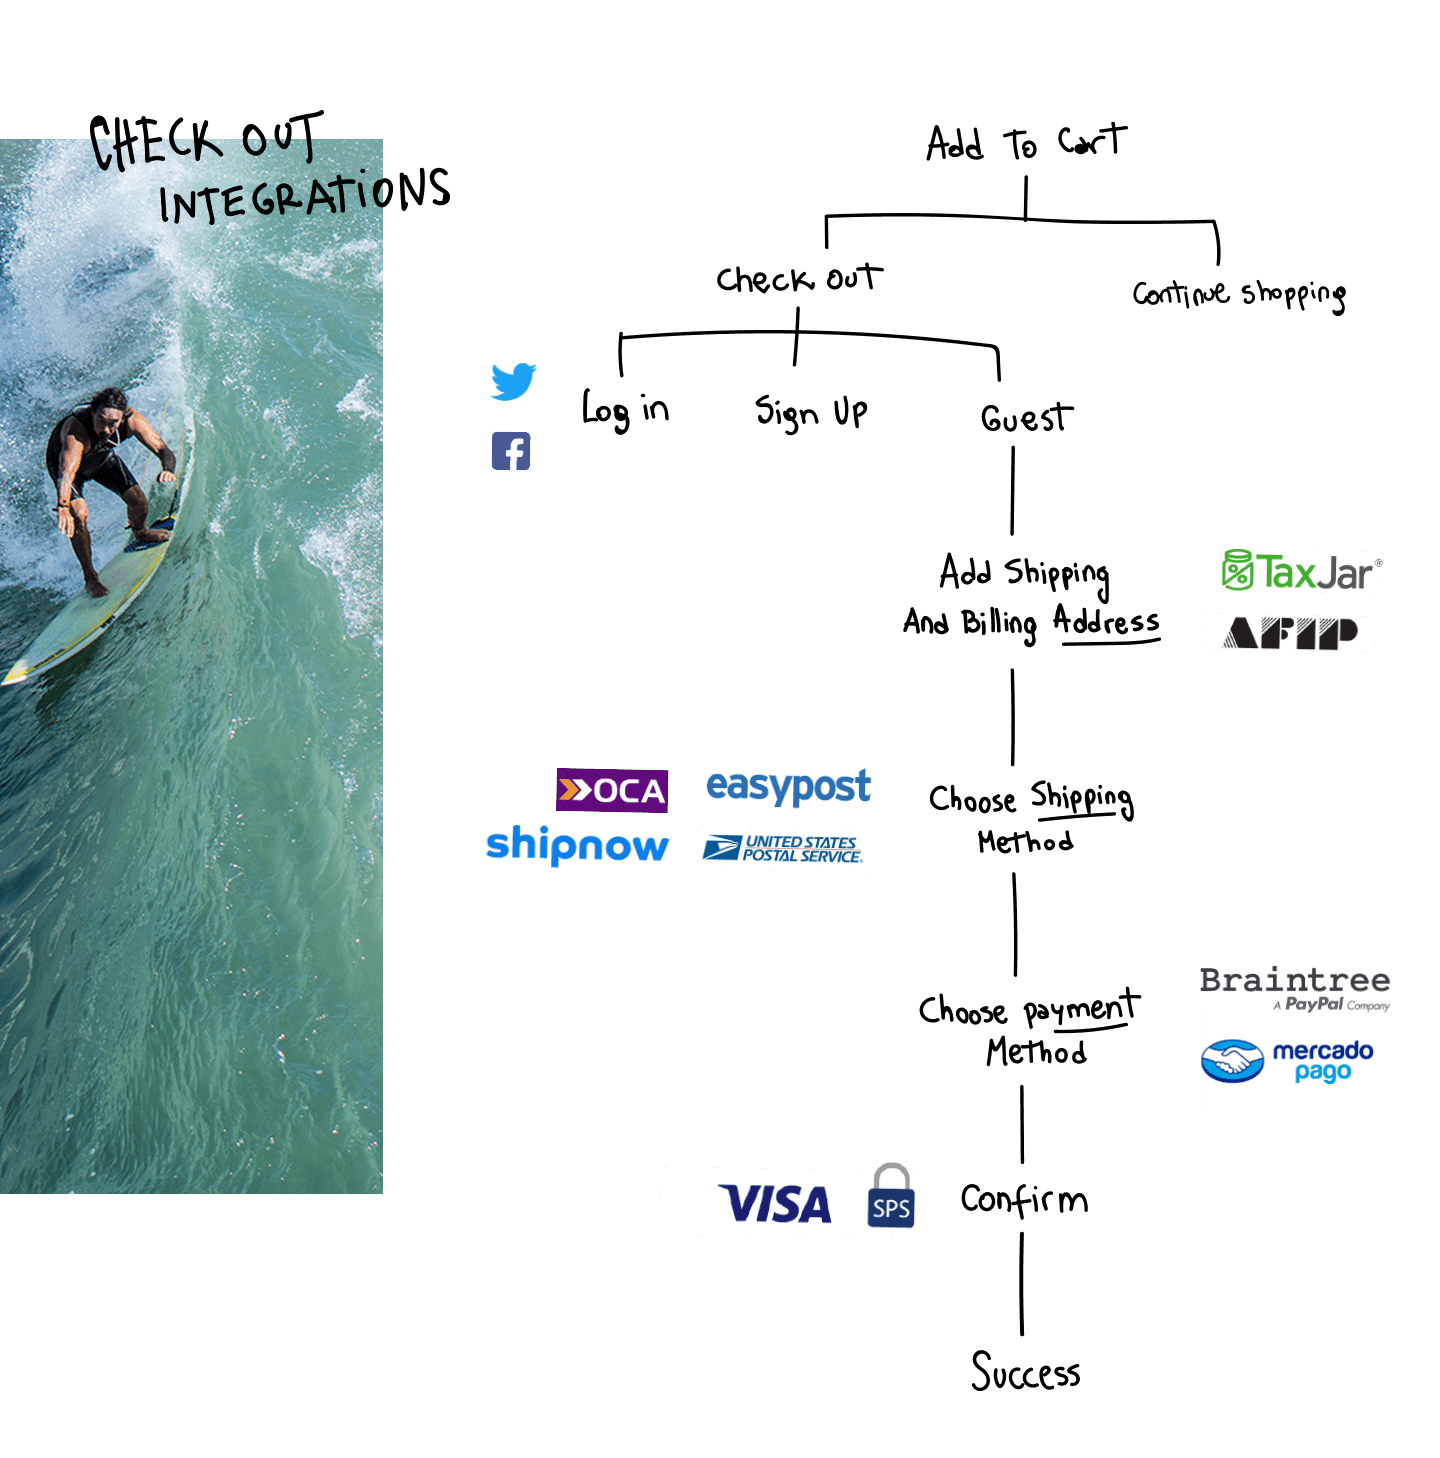 CHECK OUT
INTEGRATIONS
Add To Cart
Check out
Continue shopping
Log in
Sign Up
Guest
Add Shipping
And Billing Address
TaxJar®
AFIP
OCA
easypost
shipnow
UNITED STATES
POSTAL SERVICE.
Choose Shipping
Method
Choose payment
Method
Braintree
A PayPal Company
mercado
pago
VISA
SPS
Confirm
Success